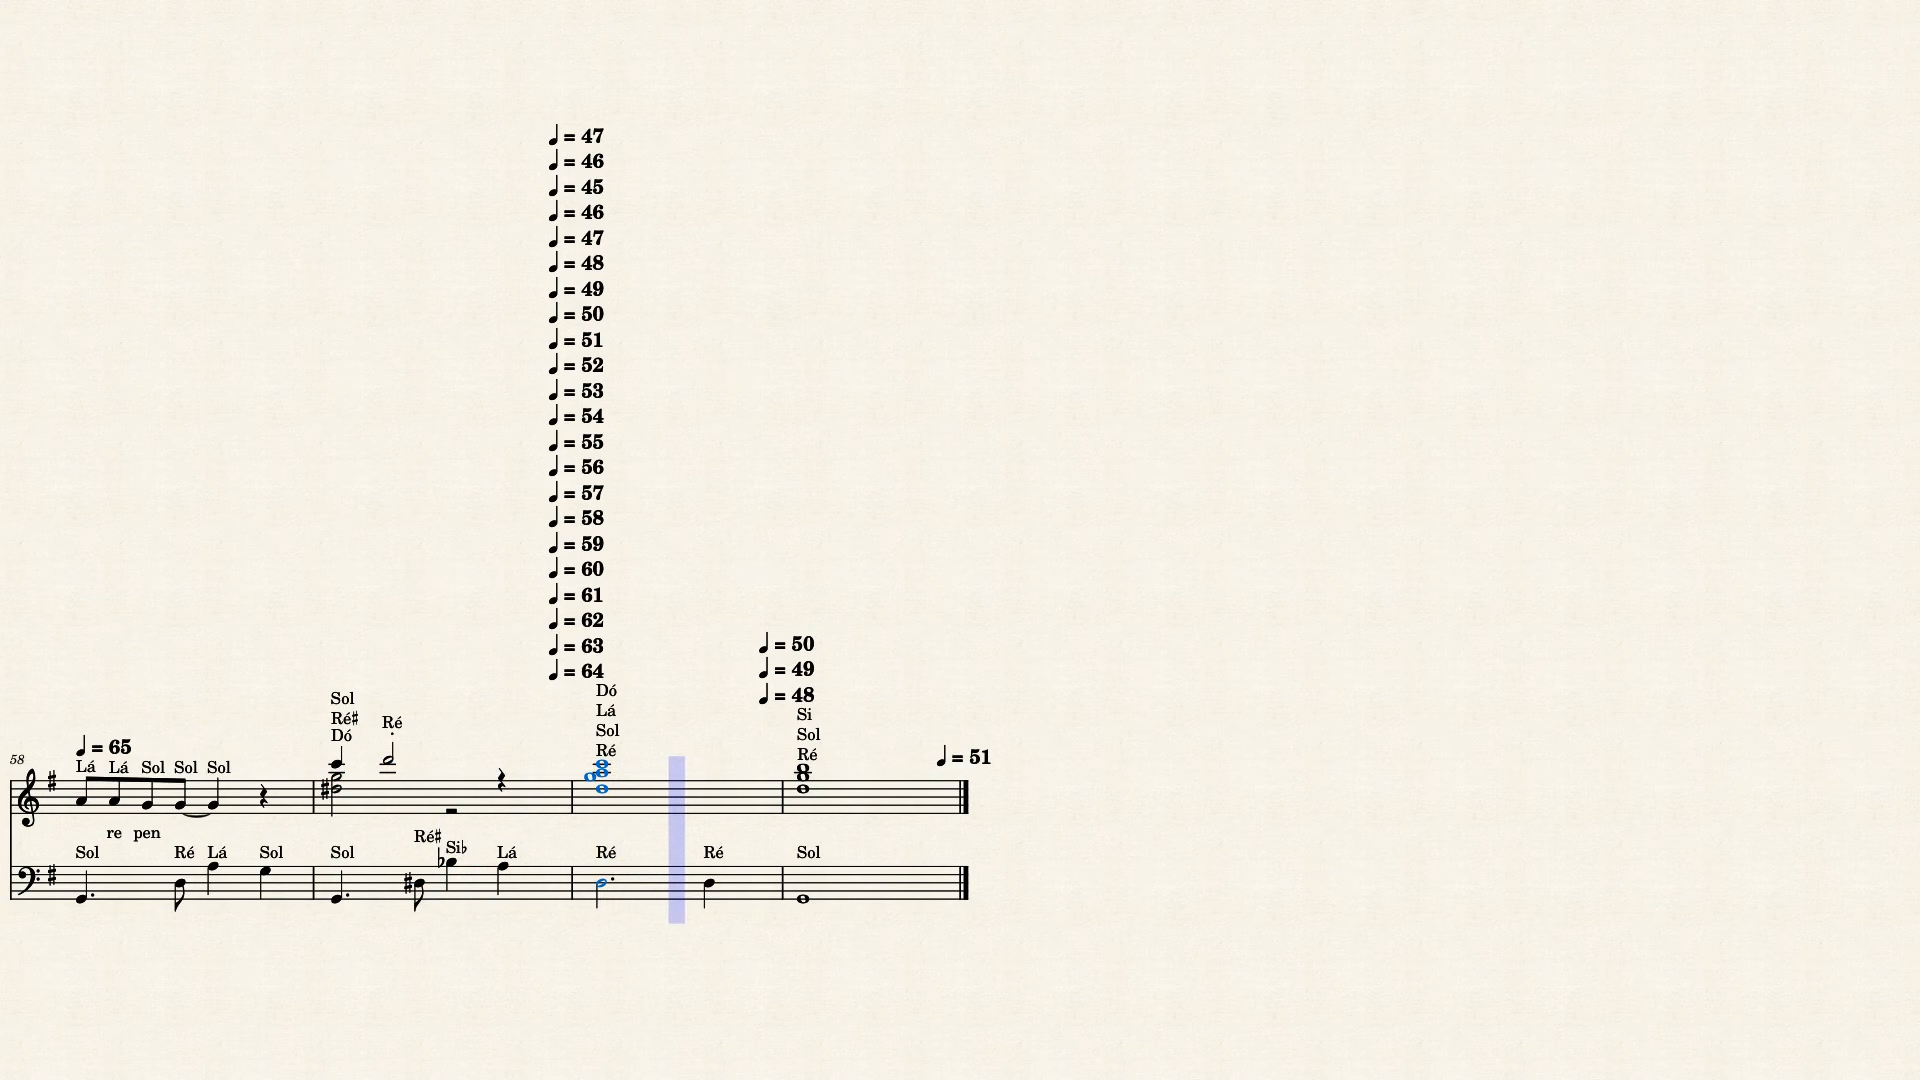 ♩ = 47
♩ = 46
♩ = 45
♩ = 46
♩ = 47
♩ = 48
♩ = 49
♩ = 50
♩ = 51
♩ = 52
♩ = 53
♩ = 54
♩ = 55
♩ = 56
♩ = 57
♩ = 58
♩ = 59
♩ = 60
♩ = 61
♩ = 62
♩ = 63
♩ = 64
♩ = 50
♩ = 49
♩ = 48
♩ = 65
♩ = 51
58
Lá Lá Sol Sol Sol
Sol
Ré♯
Dó
Ré
Dó
Lá
Sol
Ré
Si
Sol
Ré
re pen
Sol Ré Lá Sol
Sol Ré♯ Si♭ Lá
Ré Ré
Sol